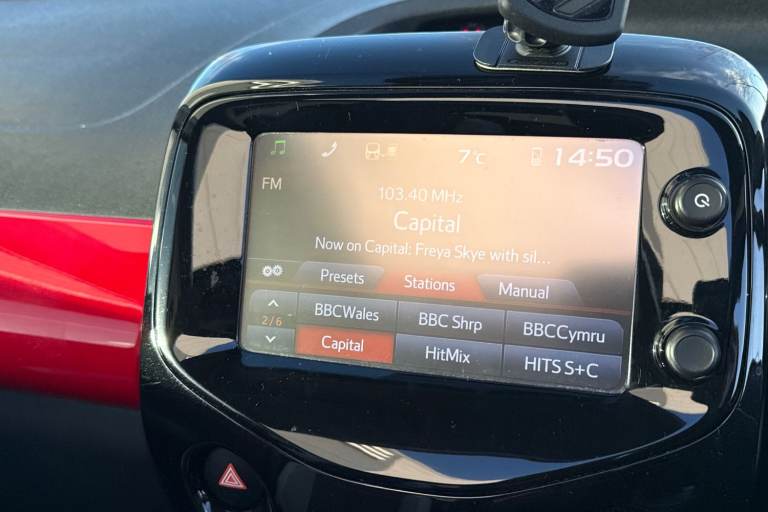 7°C 14:50
FM
103.40 MHz
Capital
Now on Capital: Freya Skye with sil...
Presets Stations Manual
2/6
BBCWales BBC Shrp BBCCymru
Capital HitMix HITS S+C